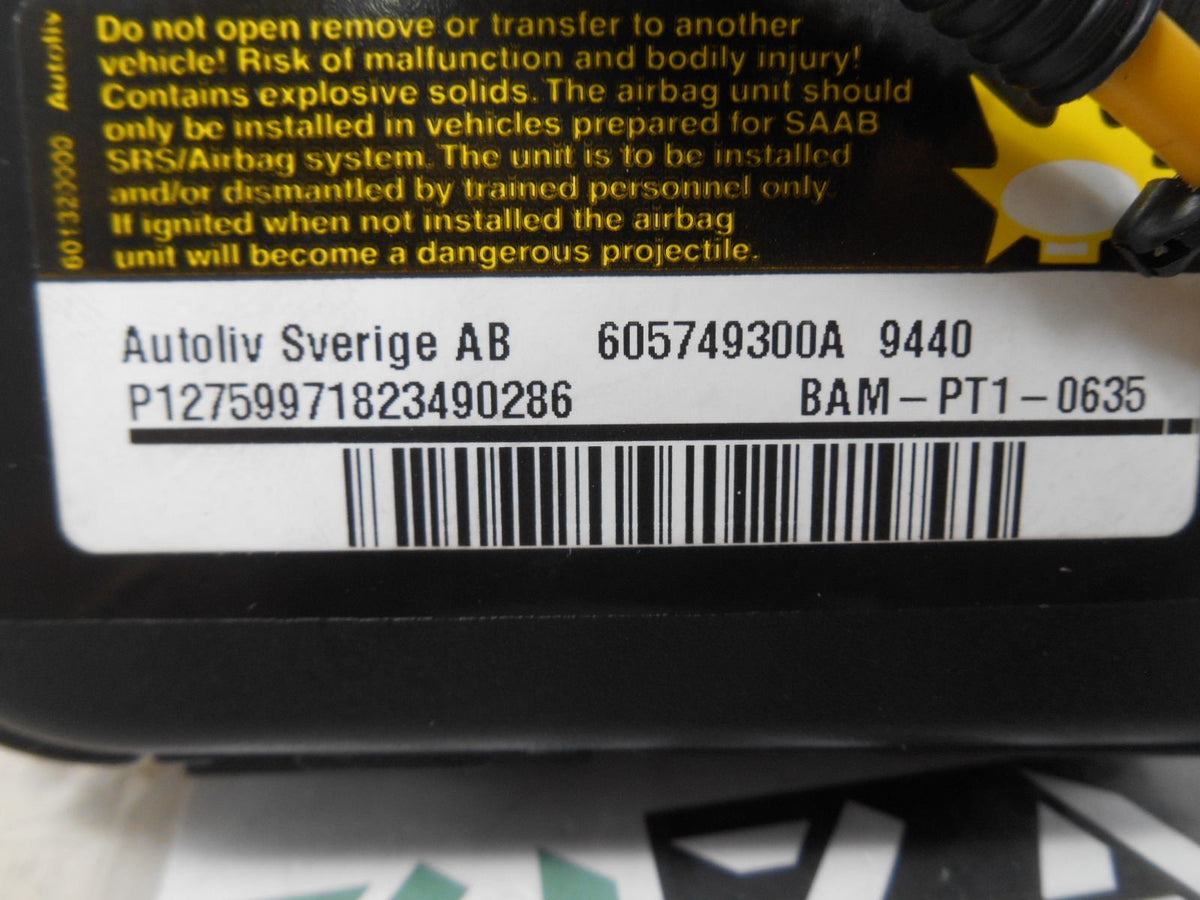 Do not open remove or transfer to another
vehicle! Risk of malfunction and bodily injury!
Contains explosive solids. The airbag unit should
only be installed in vehicles prepared for SAAB
SRS/Airbag system. The unit is to be installed
and/or dismantled by trained personnel only.
If ignited when not installed the airbag
unit will become a dangerous projectile.
Autoliv
Autoliv Sverige AB 605749300A 9440
P12759971823490286 BAM-PT1-0635